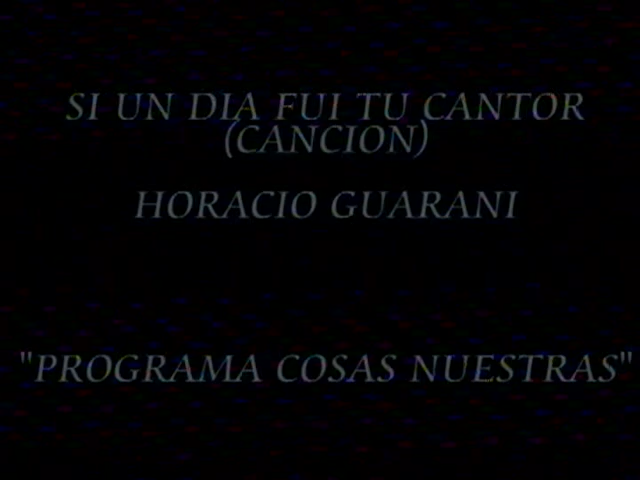 SI UN DIA FUI TU CANTOR
(CANCION)
HORACIO GUARANI
"PROGRAMA COSAS NUESTRAS"